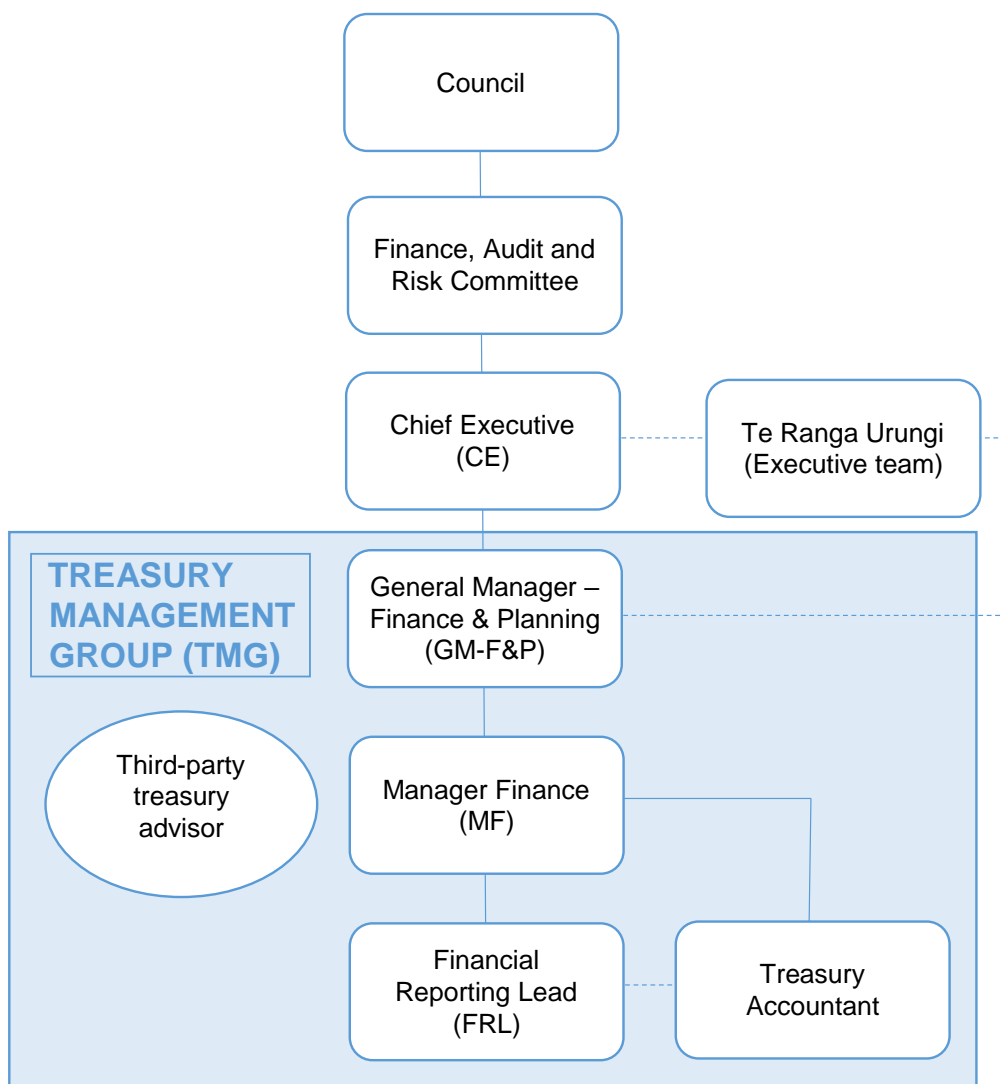 Council
Finance, Audit and
Risk Committee
Chief Executive
(CE)
Te Ranga Urungi
(Executive team)
TREASURY
MANAGEMENT
GROUP (TMG)
General Manager –
Finance & Planning
(GM-F&P)
Third-party
treasury
advisor
Manager Finance
(MF)
Financial
Reporting Lead
(FRL)
Treasury
Accountant